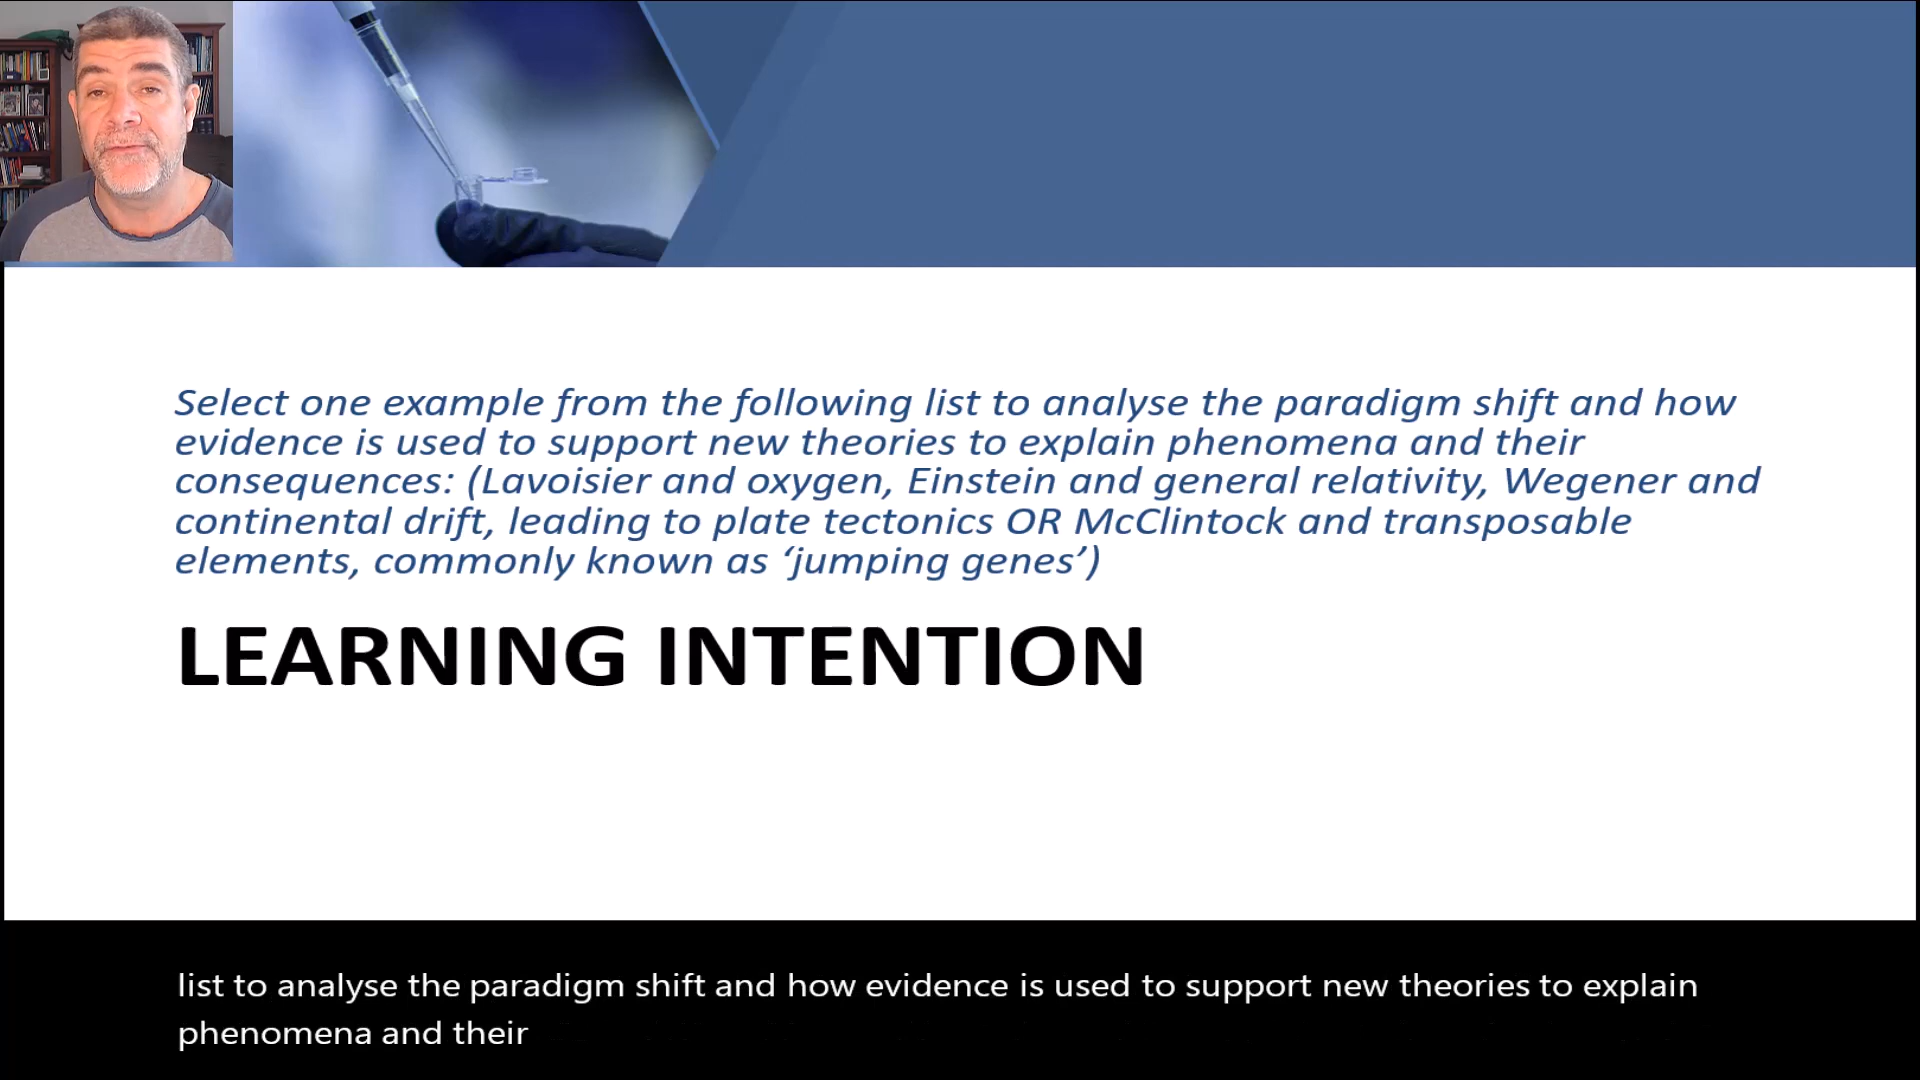 Select one example from the following list to analyse the paradigm shift and how
evidence is used to support new theories to explain phenomena and their
consequences: (Lavoisier and oxygen, Einstein and general relativity, Wegener and
continental drift, leading to plate tectonics OR McClintock and transposable
elements, commonly known as ‘jumping genes’)
LEARNING INTENTION
list to analyse the paradigm shift and how evidence is used to support new theories to explain
phenomena and their